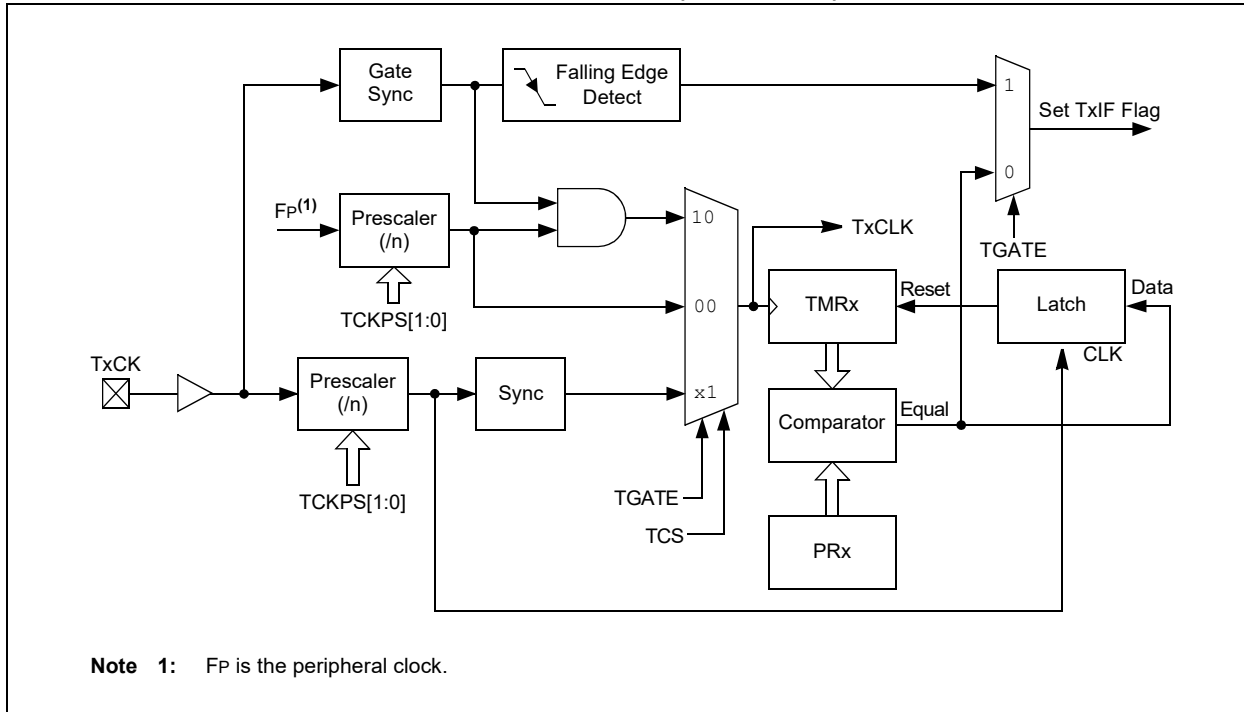 Gate
Sync
Falling Edge
Detect
1
Set TxIF Flag
0
TGATE
FP(1)
Prescaler
(/n)
TCKPS[1:0]
10
00
x1
TxCLK
TMRx
Reset
Latch
Data
CLK
TxCK
Prescaler
(/n)
TCKPS[1:0]
Sync
Comparator
Equal
TGATE
TCS
PRx
Note 1: FP is the peripheral clock.